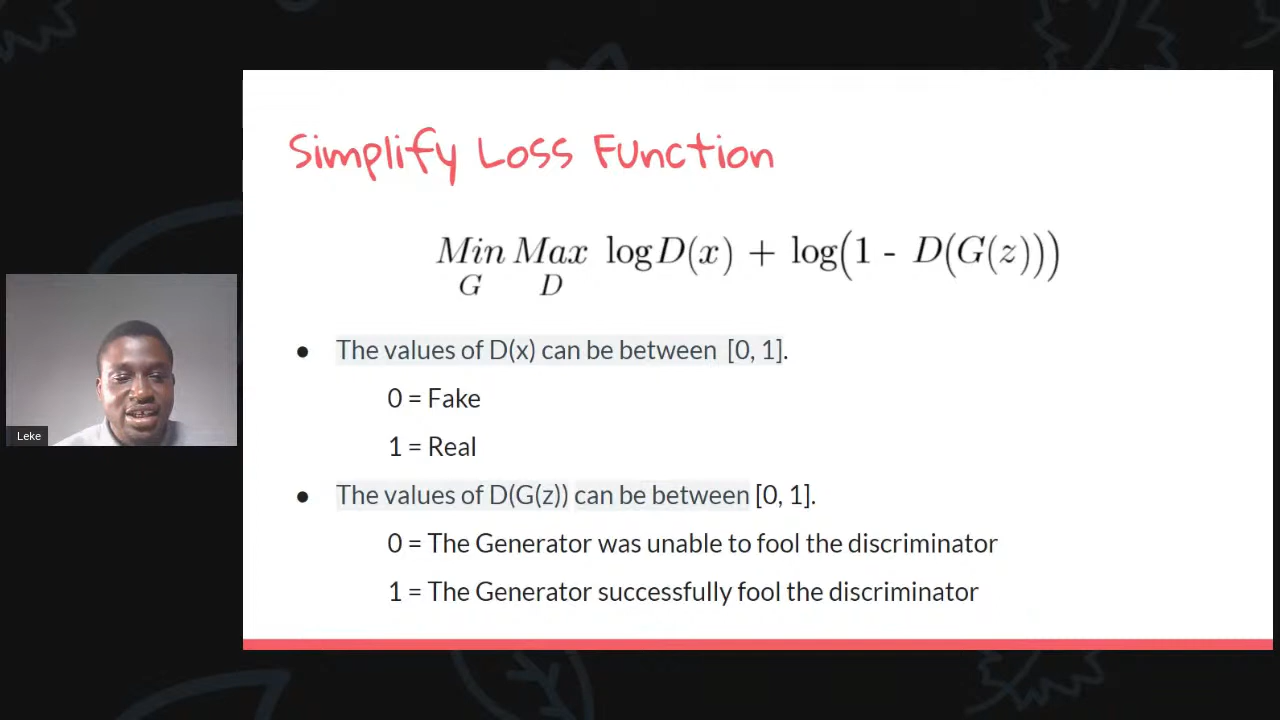 Simplify Loss Function
Min Max log D(x) + log(1 - D(G(z)))
G D
● The values of D(x) can be between [0, 1].
0 = Fake
1 = Real
● The values of D(G(z)) can be between [0, 1].
0 = The Generator was unable to fool the discriminator
1 = The Generator successfully fool the discriminator
Leke